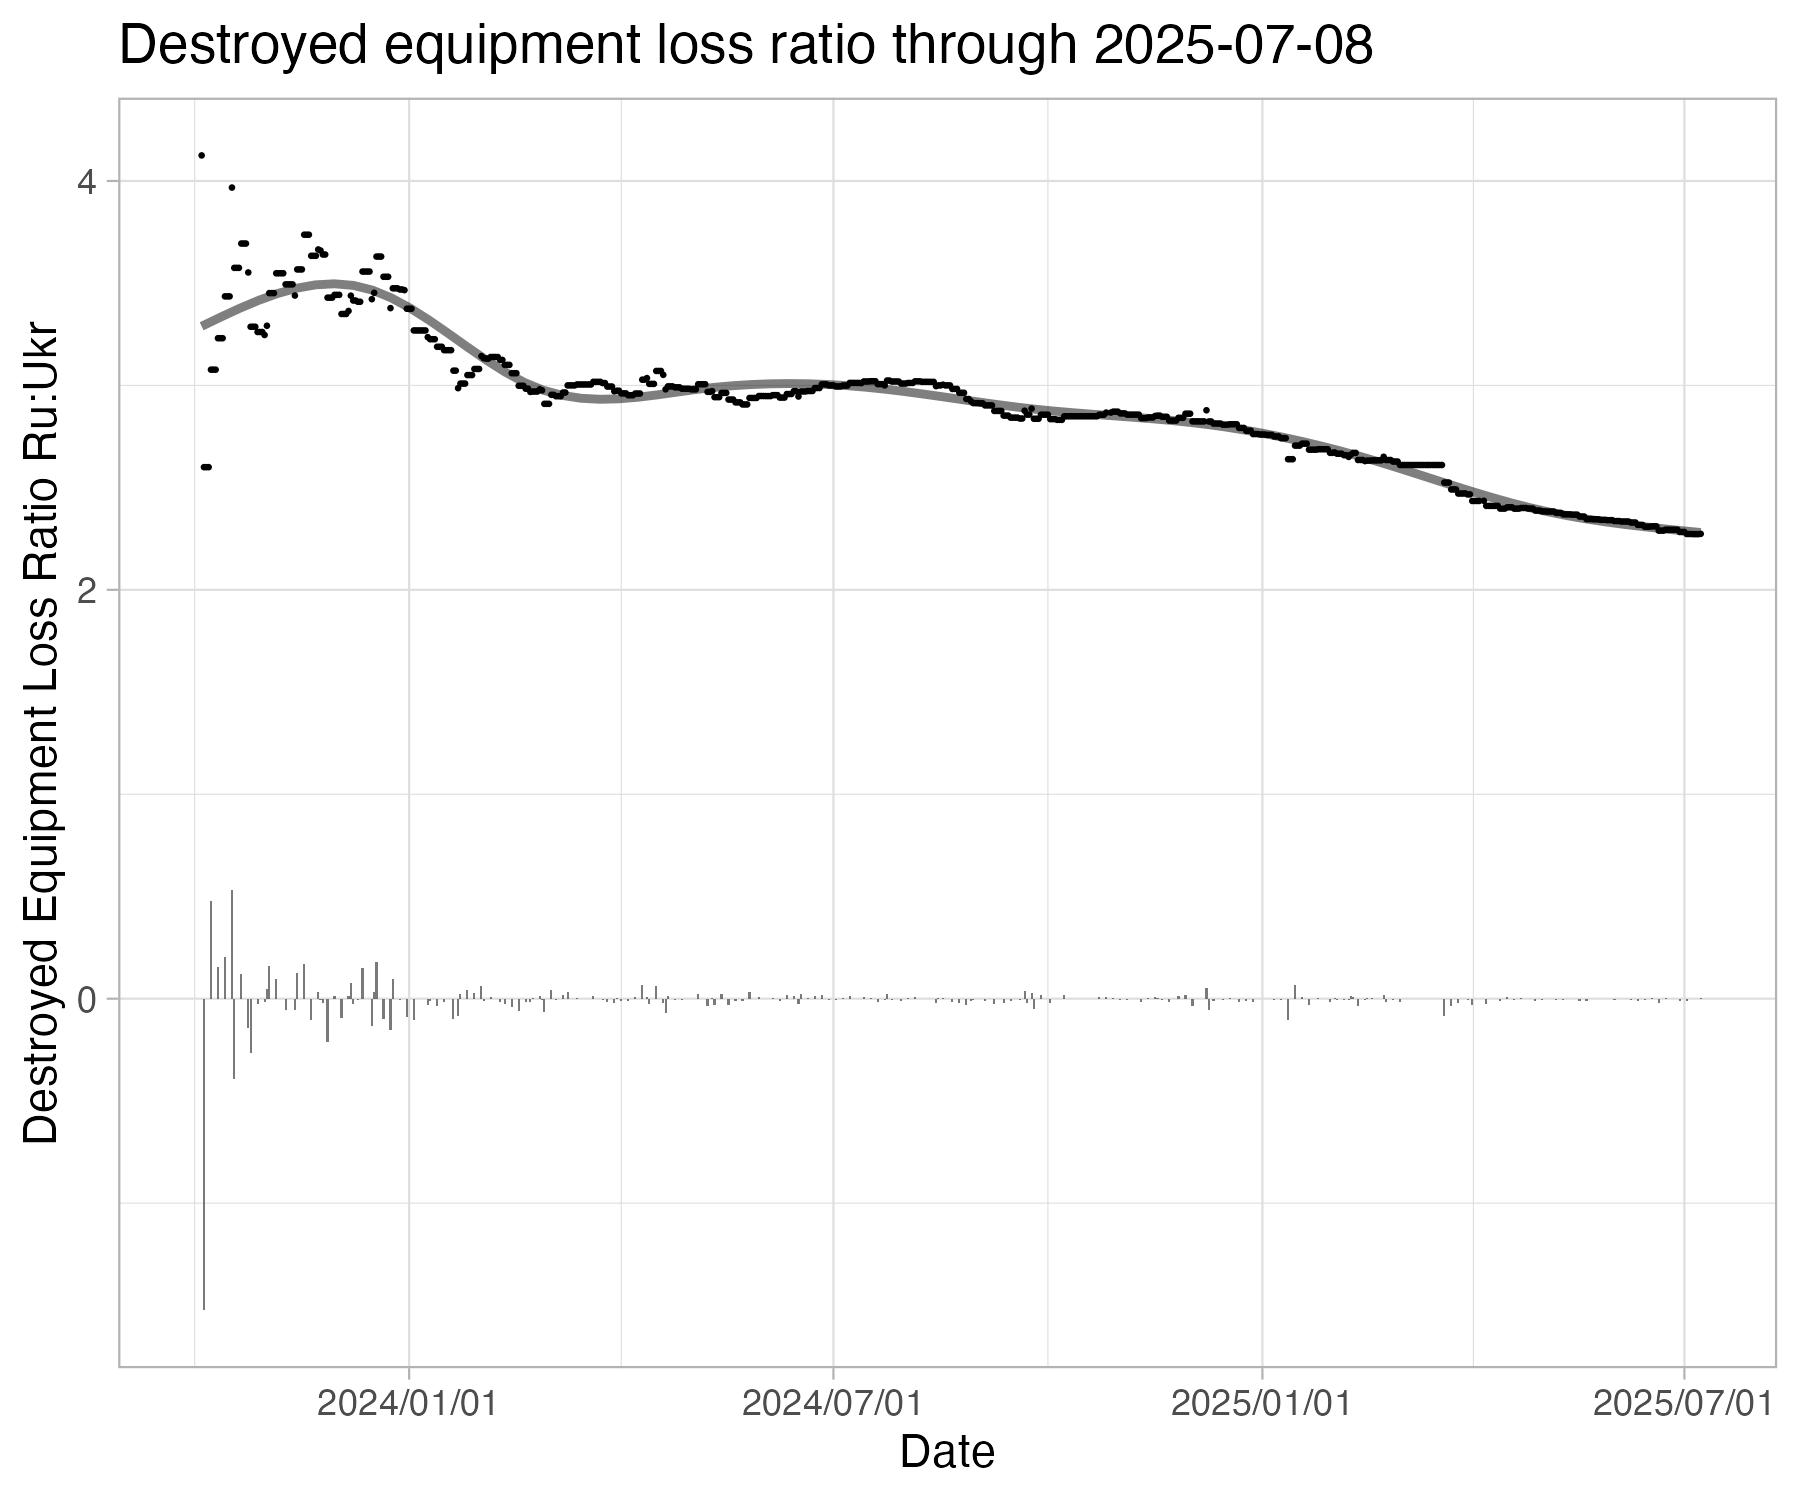 Destroyed equipment loss ratio through 2025-07-08
Destroyed Equipment Loss Ratio Ru:Ukr
4
2
0
2024/01/01
2024/07/01
2025/01/01
2025/07/01
Date